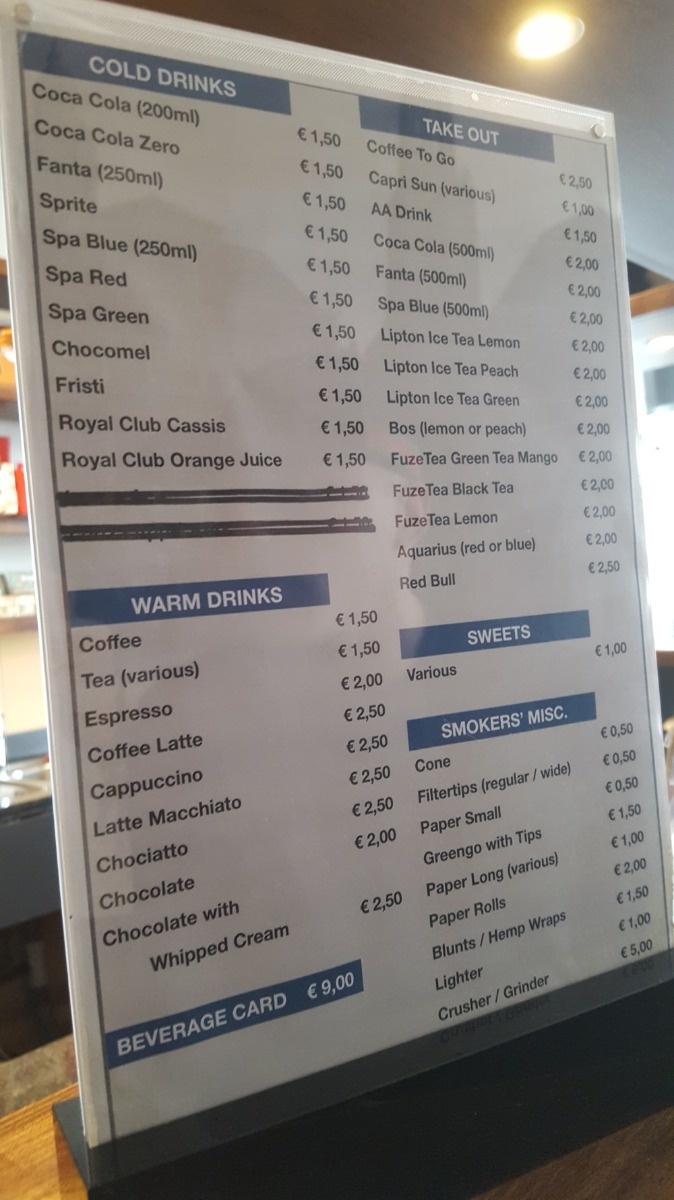 COLD DRINKS
Coca Cola (200ml) € 1,50
Coca Cola Zero € 1,50
Fanta (250ml) € 1,50
Sprite € 1,50
Spa Blue (250ml) € 1,50
Spa Red € 1,50
Spa Green € 1,50
Chocomel € 1,50
Fristi € 1,50
Royal Club Cassis € 1,50
Royal Club Orange Juice € 1,50
WARM DRINKS
Coffee € 1,50
Tea (various) € 1,50
Espresso € 2,00
Coffee Latte € 2,50
Cappuccino € 2,50
Latte Macchiato € 2,50
Chociatto € 2,50
Chocolate € 2,00
Chocolate with
Whipped Cream € 2,50
BEVERAGE CARD € 9,00
TAKE OUT
Coffee To Go € 2,50
Capri Sun (various) € 1,00
AA Drink € 1,50
Coca Cola (500ml) € 2,00
Fanta (500ml) € 2,00
Spa Blue (500ml) € 2,00
Lipton Ice Tea Lemon € 2,00
Lipton Ice Tea Peach € 2,00
Lipton Ice Tea Green € 2,00
Bos (lemon or peach) € 2,00
FuzeTea Green Tea Mango € 2,00
FuzeTea Black Tea € 2,00
FuzeTea Lemon € 2,00
Aquarius (red or blue) € 2,00
Red Bull € 2,50
SWEETS
Various € 1,00
SMOKERS' MISC.
Cone € 0,50
Filtertips (regular / wide) € 0,50
Paper Small € 0,50
Greengo with Tips € 1,50
Paper Long (various) € 1,00
Paper Rolls € 2,00
Blunts / Hemp Wraps € 1,50
Lighter € 1,00
Crusher / Grinder € 5,00